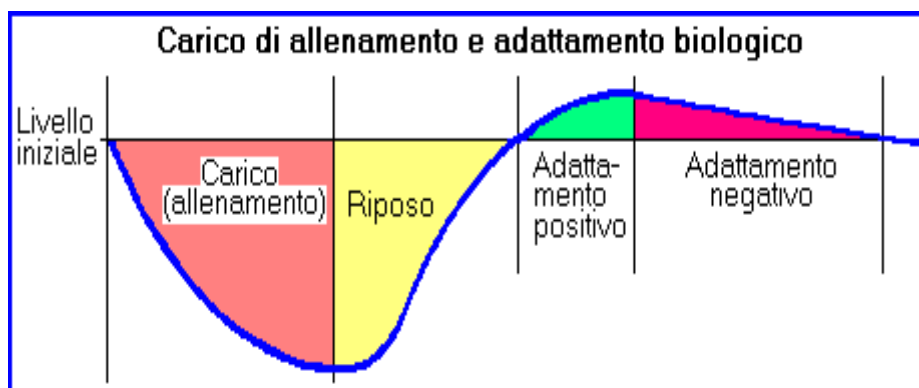 Carico di allenamento e adattamento biologico
Livello
iniziale
Carico
(allenamento)
Riposo
Adatta-
mento
positivo
Adattamento
negativo